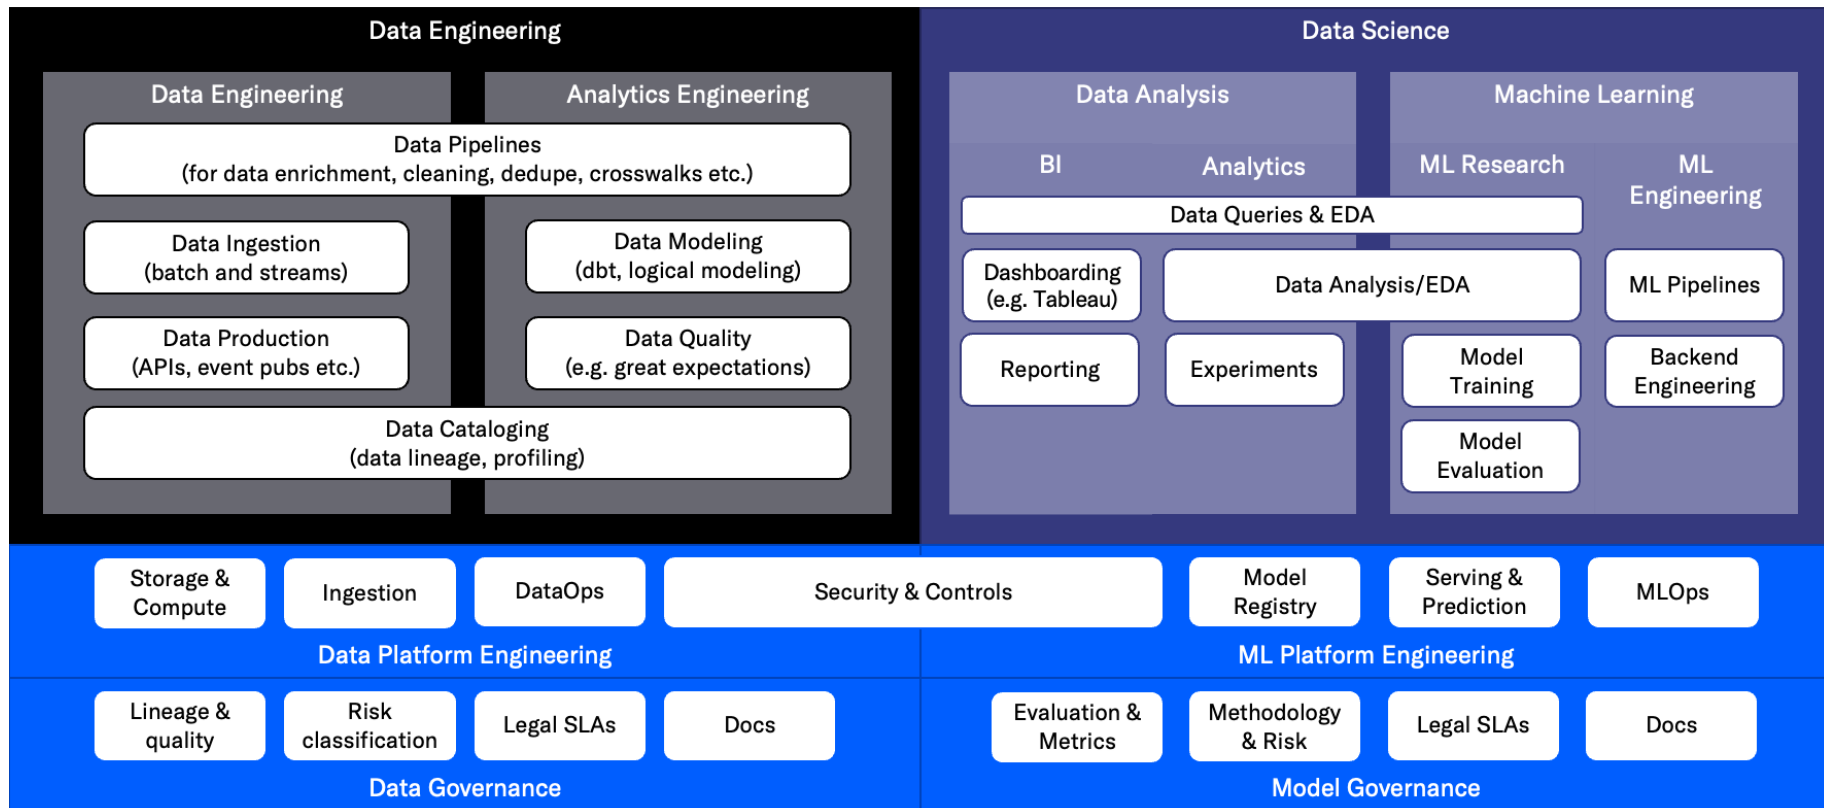 Data Engineering
Data Engineering
Analytics Engineering
Data Pipelines
(for data enrichment, cleaning, dedupe, crosswalks etc.)
Data Ingestion
(batch and streams)
Data Modeling
(dbt, logical modeling)
Data Production
(APIs, event pubs etc.)
Data Quality
(e.g. great expectations)
Data Cataloging
(data lineage, profiling)
Data Science
Data Analysis
Machine Learning
BI
Analytics
ML Research
ML
Engineering
Data Queries & EDA
Dashboarding
(e.g. Tableau)
Data Analysis/EDA
ML Pipelines
Reporting
Experiments
Model
Training
Backend
Engineering
Model
Evaluation
Storage &
Compute
Ingestion
DataOps
Security & Controls
Model
Registry
Serving &
Prediction
MLOps
Data Platform Engineering
ML Platform Engineering
Lineage &
quality
Risk
classification
Legal SLAs
Docs
Evaluation &
Metrics
Methodology
& Risk
Legal SLAs
Docs
Data Governance
Model Governance